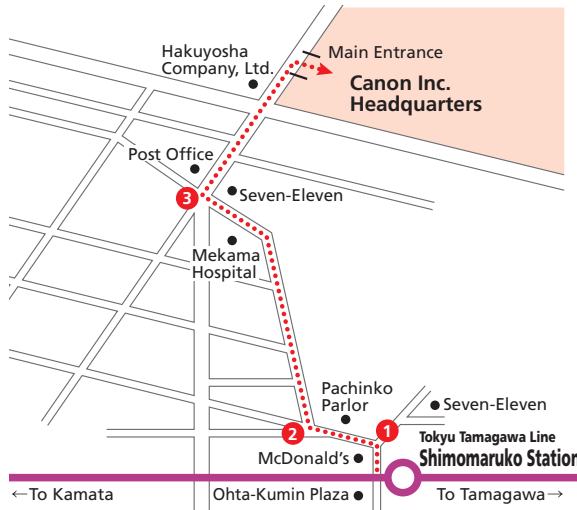 Hakuyosha
Company, Ltd.
Main Entrance
Canon Inc.
Headquarters
Post Office
3
Seven-Eleven
Mekama
Hospital
Pachinko
Parlor
Seven-Eleven
1
2
Tokyu Tamagawa Line
Shimomaruko Station
McDonald's
←To Kamata
Ohta-Kumin Plaza
To Tamagawa→